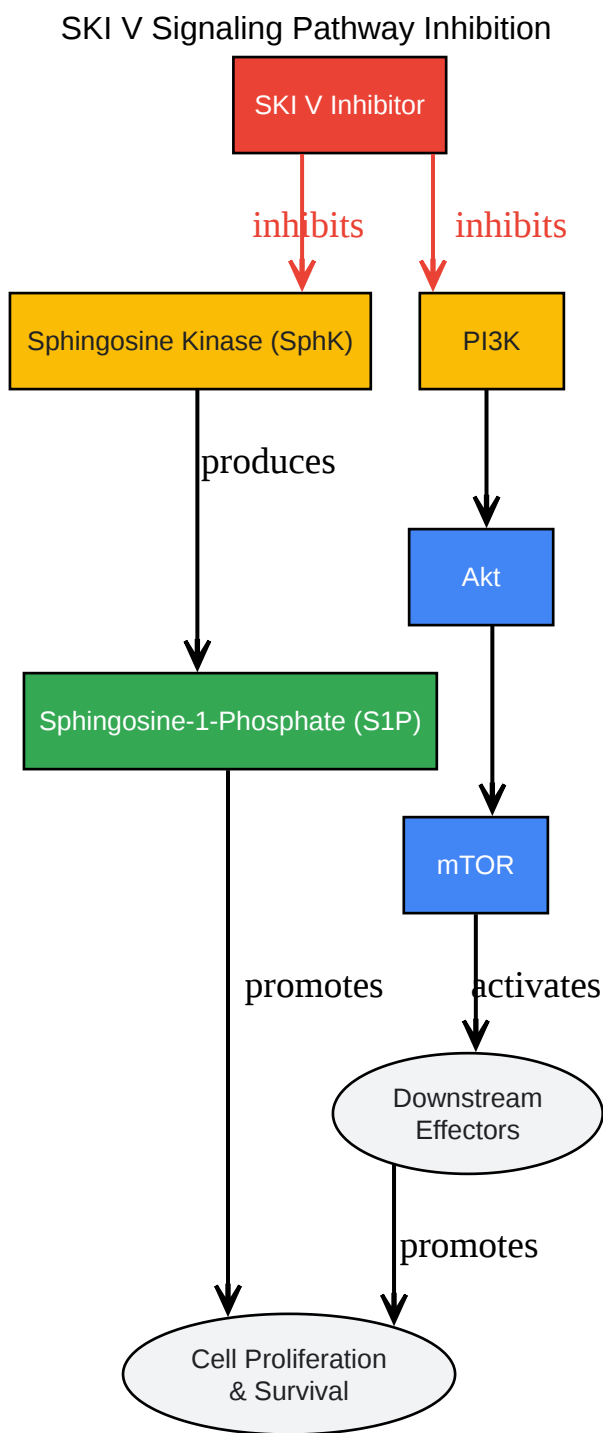 SKI V Signaling Pathway Inhibition
SKI V Inhibitor
inhibits
inhibits
Sphingosine Kinase (SphK)
PI3K
produces
Akt
Sphingosine-1-Phosphate (S1P)
mTOR
promotes
activates
Downstream
Effectors
promotes
Cell Proliferation
& Survival